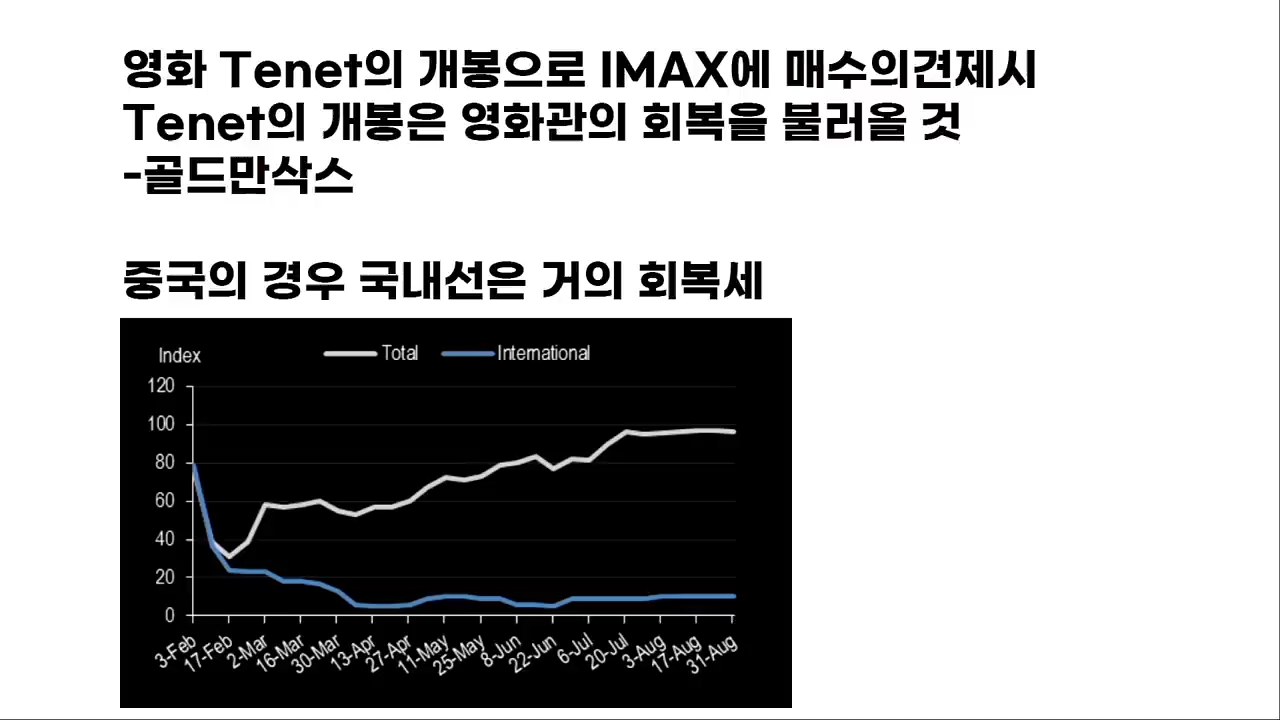 영화 Tenet의 개봉으로 IMAX에 매수의견제시
Tenet의 개봉은 영화관의 회복을 불러올 것
-골드만삭스
중국의 경우 국내선은 거의 회복세
Index
Total
International
120
100
80
60
40
20
0
3-Feb
17-Feb
2-Mar
16-Mar
30-Mar
13-Apr
27-Apr
11-May
25-May
8-Jun
22-Jun
6-Jul
20-Jul
3-Aug
17-Aug
31-Aug